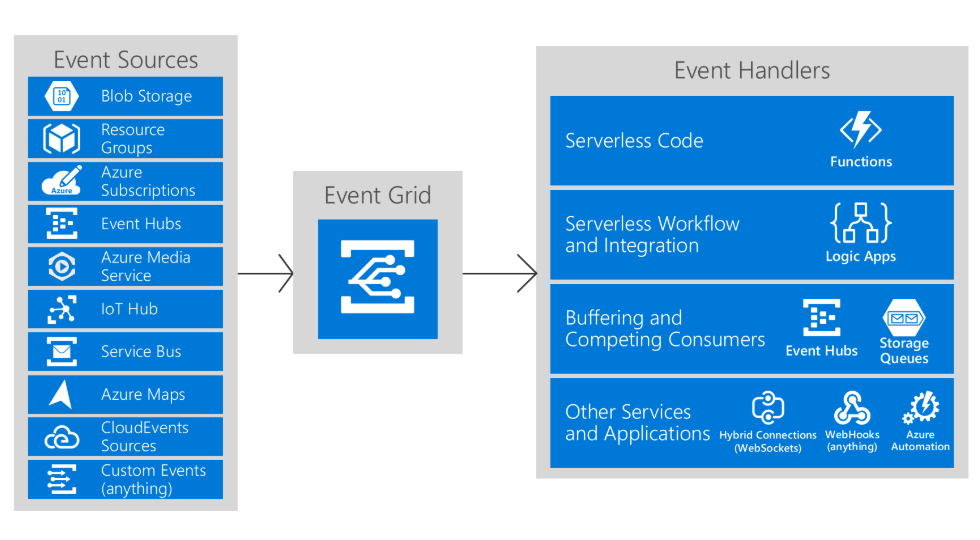 Event Sources
10
01
Blob Storage
Resource
Groups
Azure
Azure
Subscriptions
Event Hubs
Azure Media
Service
IoT Hub
Service Bus
Azure Maps
CloudEvents
Sources
Custom Events
(anything)
Event Grid
Event Handlers
Serverless Code
Functions
Serverless Workflow
and Integration
Logic Apps
Buffering and
Competing Consumers
Event Hubs
Storage
Queues
Other Services
and Applications
Hybrid Connections
(WebSockets)
WebHooks
(anything)
Azure
Automation